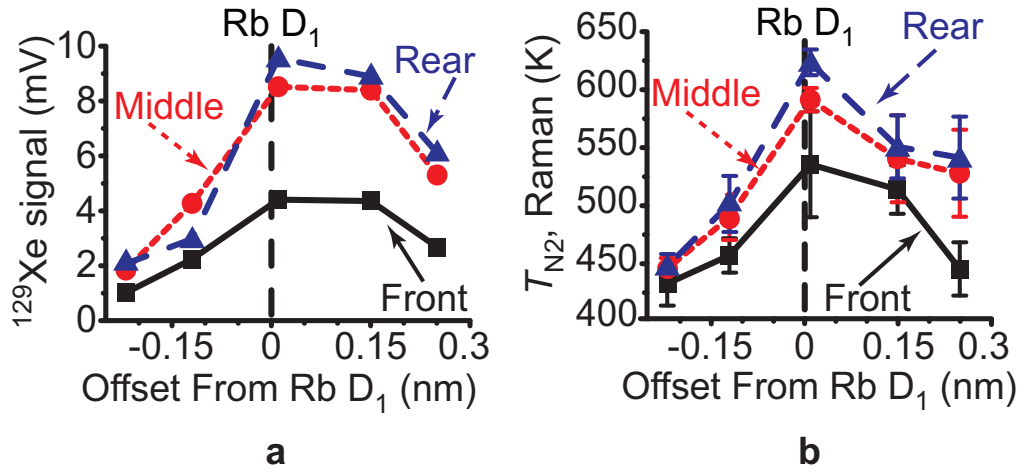 Rb D₁
¹²⁹Xe signal (mV)
10
8
6
4
2
0
Middle
Rear
Front
-0.15
0
0.15
0.3
Offset From Rb D₁ (nm)
a
Rb D₁
T_N2, Raman (K)
650
600
550
500
450
400
Rear
Middle
Front
-0.15
0
0.15
0.3
Offset From Rb D₁ (nm)
b